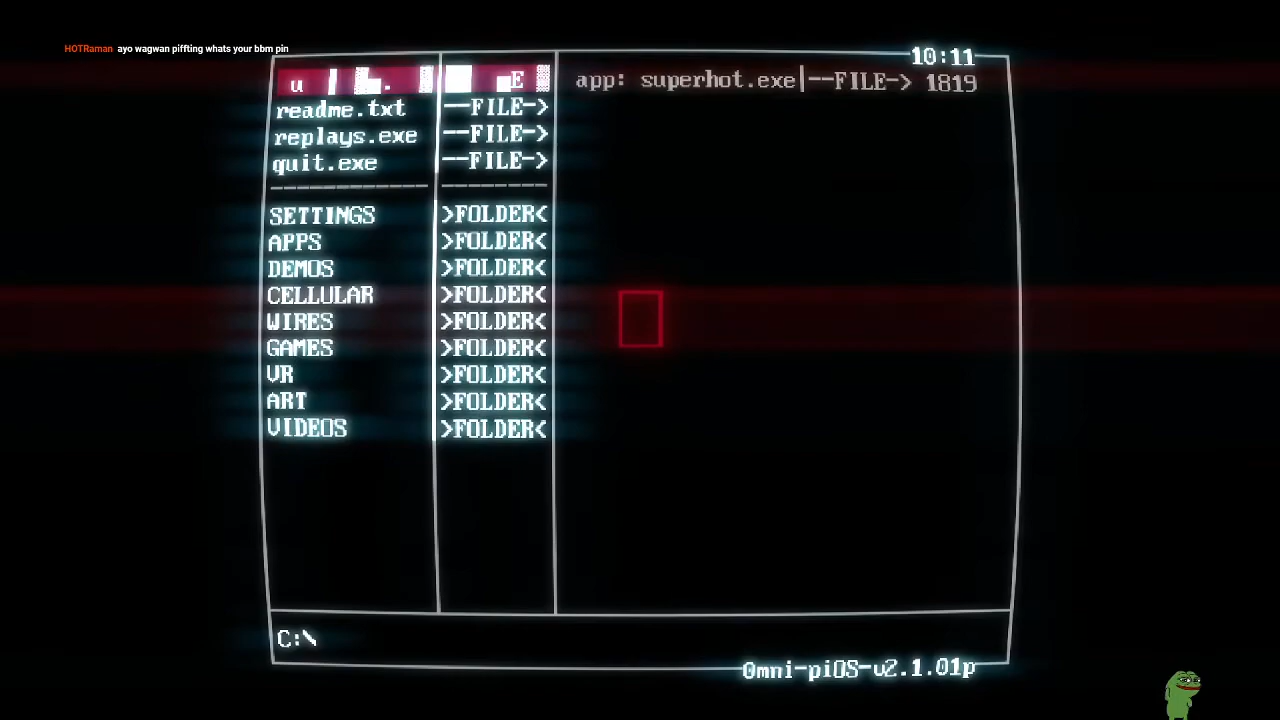 HOTRaman ayo wagwan piffting whats your bbm pin
10:11
app: superhot.exe|--FILE-> 1819
readme.txt --FILE->
replays.exe --FILE->
quit.exe --FILE->
SETTINGS >FOLDER<
APPS >FOLDER<
DEMOS >FOLDER<
CELLULAR >FOLDER<
WIRES >FOLDER<
GAMES >FOLDER<
VR >FOLDER<
ART >FOLDER<
VIDEOS >FOLDER<
C:\
Omni-piOS-v2.1.01p